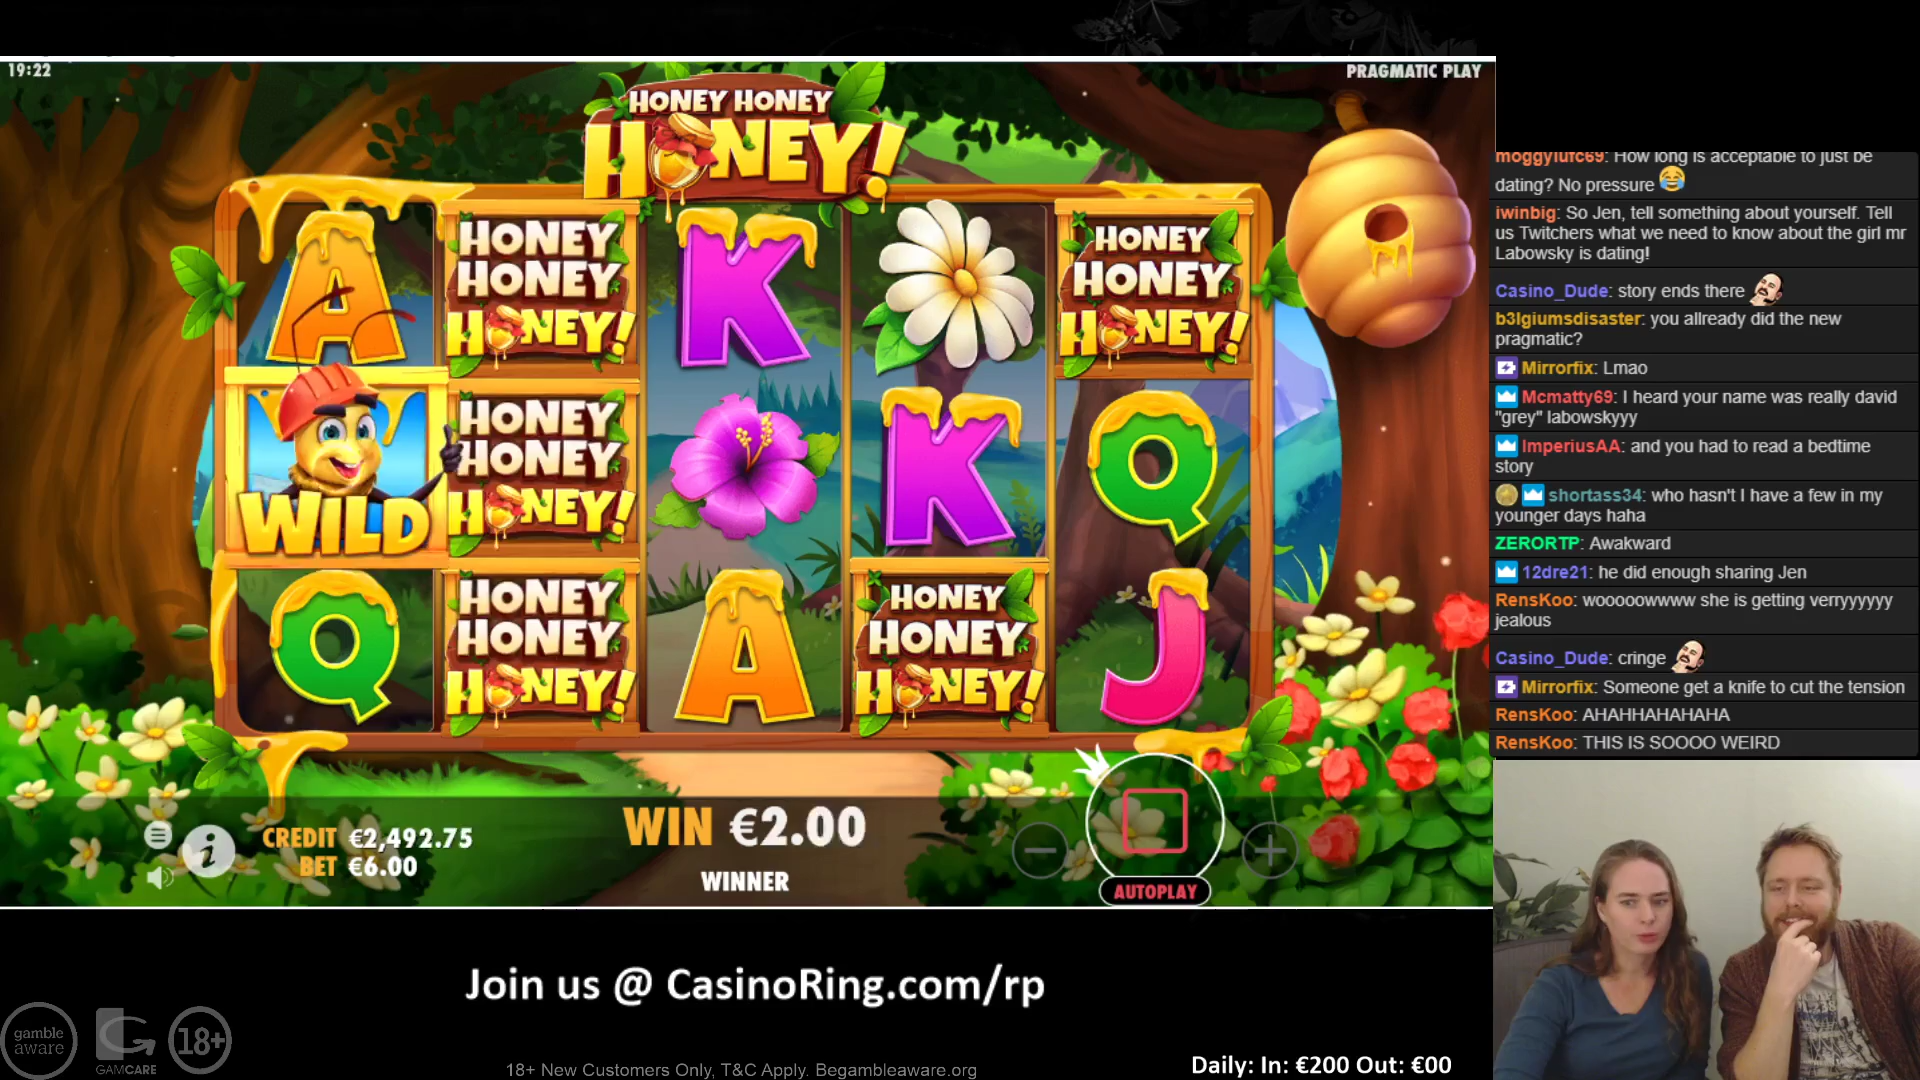 19:22
PRAGMATIC PLAY
HONEY HONEY
HONEY!
A
HONEY
HONEY
HONEY!
K
HONEY
HONEY
HONEY!
WILD
HONEY
HONEY
HONEY!
K
Q
Q
HONEY
HONEY
HONEY!
A
HONEY
HONEY
HONEY!
J
CREDIT €2,492.75
BET €6.00
WIN €2.00
WINNER
AUTOPLAY
moggylufc69: How long is acceptable to just be
dating? No pressure
iwinbig: So Jen, tell something about yourself. Tell
us Twitchers what we need to know about the girl mr
Labowsky is dating!
Casino_Dude: story ends there
b3lgiumsdisaster: you allready did the new
pragmatic?
Mirrorfix: Lmao
Mcmatty69: I heard your name was really david
"grey" labowskyyy
ImperiusAA: and you had to read a bedtime
story
shortass34: who hasn't I have a few in my
younger days haha
ZERORTP: Awakward
12dre21: he did enough sharing Jen
RensKoo: wooooowwww she is getting verryyyyyy
jealous
Casino_Dude: cringe
Mirrorfix: Someone get a knife to cut the tension
RensKoo: AHAHHAHAHAHA
RensKoo: THIS IS SOOOO WEIRD
Join us @ CasinoRing.com/rp
gamble
aware
GAMCARE
18+
18+ New Customers Only, T&C Apply. Begambleaware.org
Daily: In: €200 Out: €00